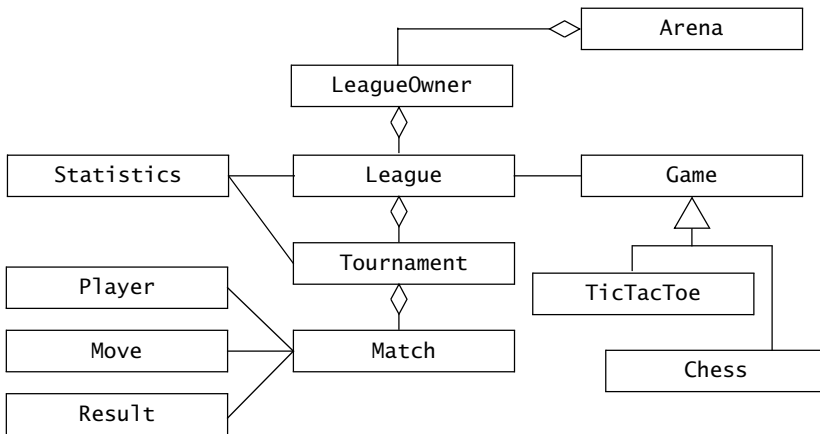 Arena
LeagueOwner
Statistics
League
Game
Tournament
Player
TicTacToe
Move
Match
Chess
Result